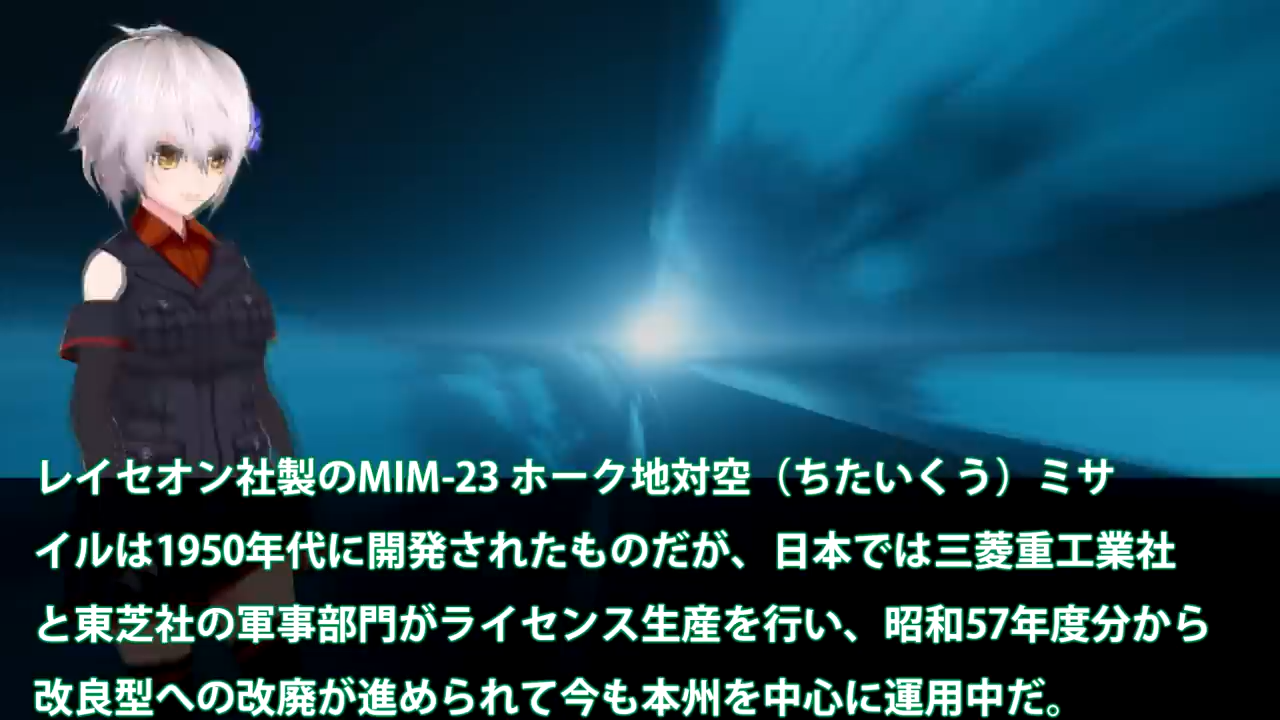 レイセオン社製のMIM-23 ホーク地対空（ちたいくう）ミサ
イルは1950年代に開発されたものだが、日本では三菱重工業社
と東芝社の軍事部門がライセンス生産を行い、昭和57年度分から
改良型への改廃が進められて今も本州を中心に運用中だ。